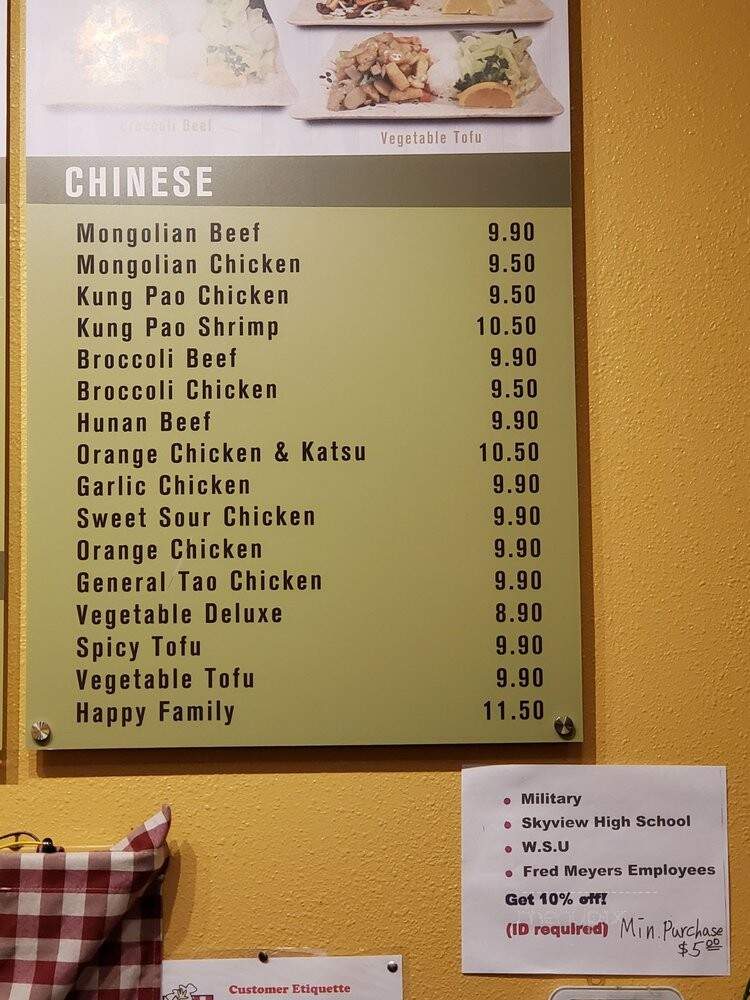 Broccoli Beef
Vegetable Tofu
CHINESE
Mongolian Beef 9.90
Mongolian Chicken 9.50
Kung Pao Chicken 9.50
Kung Pao Shrimp 10.50
Broccoli Beef 9.90
Broccoli Chicken 9.50
Hunan Beef 9.90
Orange Chicken & Katsu 10.50
Garlic Chicken 9.90
Sweet Sour Chicken 9.90
Orange Chicken 9.90
General Tao Chicken 9.90
Vegetable Deluxe 8.90
Spicy Tofu 9.90
Vegetable Tofu 9.90
Happy Family 11.50
• Military
• Skyview High School
• W.S.U
• Fred Meyers Employees
Get 10% off!
(ID required) Min. Purchase
$5.00
Customer Etiquette